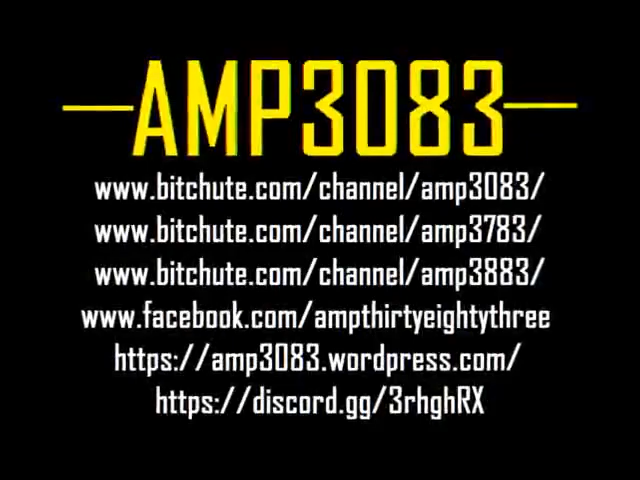 AMP3083
www.bitchute.com/channel/amp3083/
www.bitchute.com/channel/amp3783/
www.bitchute.com/channel/amp3883/
www.facebook.com/ampthirtyeightythree
https://amp3083.wordpress.com/
https://discord.gg/3rhghRX